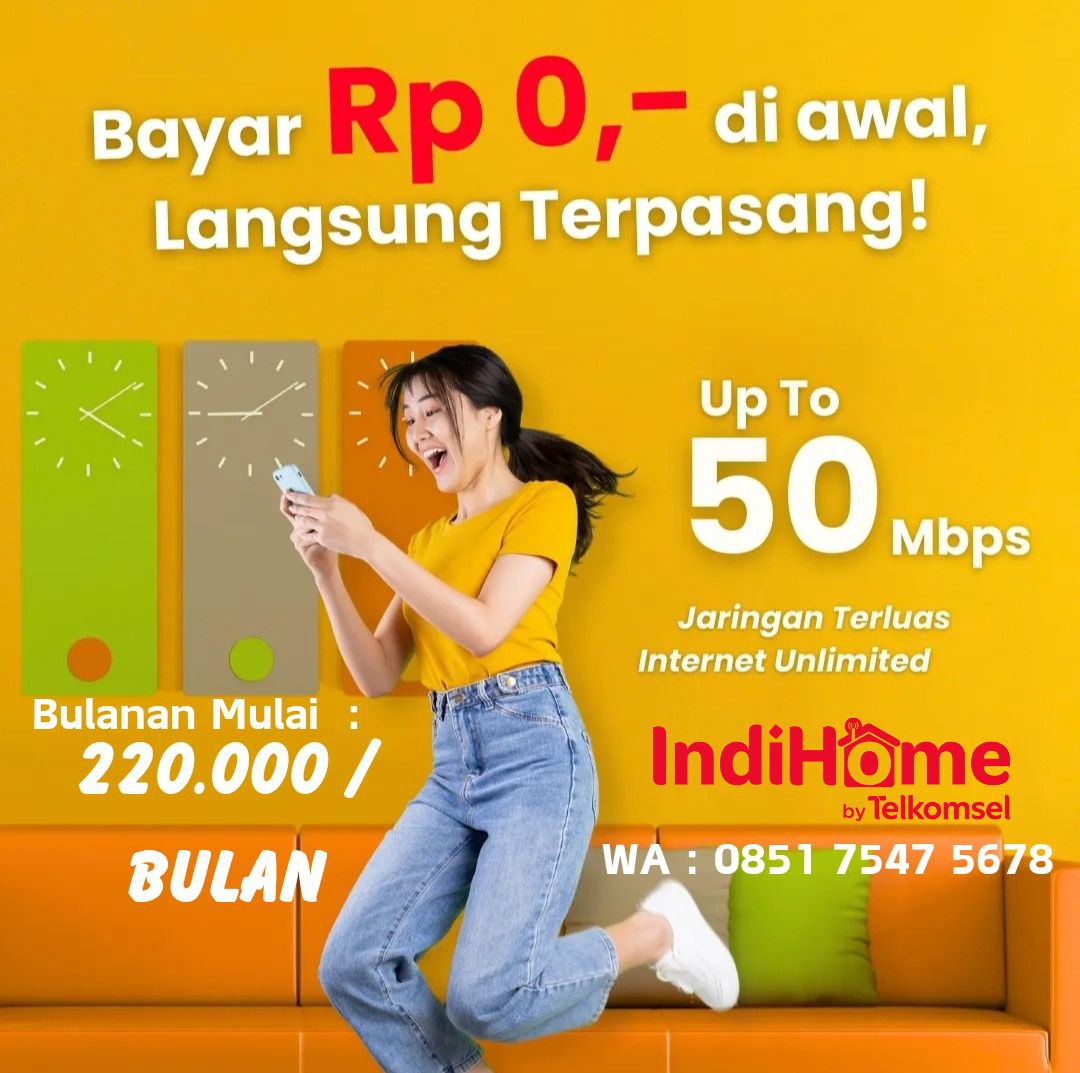 Bayar Rp 0,- di awal,
Langsung Terpasang!
Up To
50 Mbps
Jaringan Terluas
Internet Unlimited
Bulanan Mulai :
220.000 /
BULAN
IndiHome
by Telkomsel
WA : 0851 7547 5678